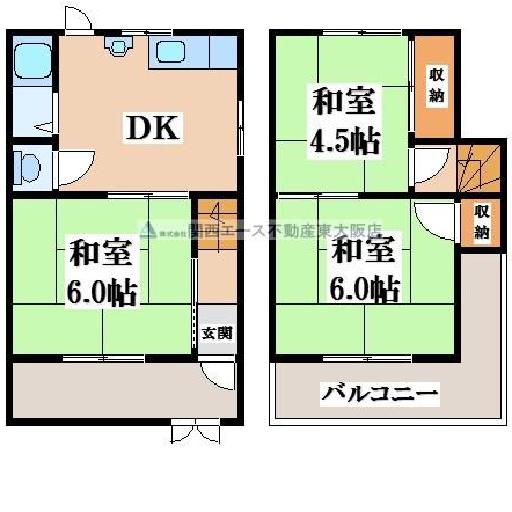 DK
和室
6.0帖
玄関
和室
4.5帖
収納
和室
6.0帖
収納
バルコニー
株式会社 関西エース不動産東大阪店